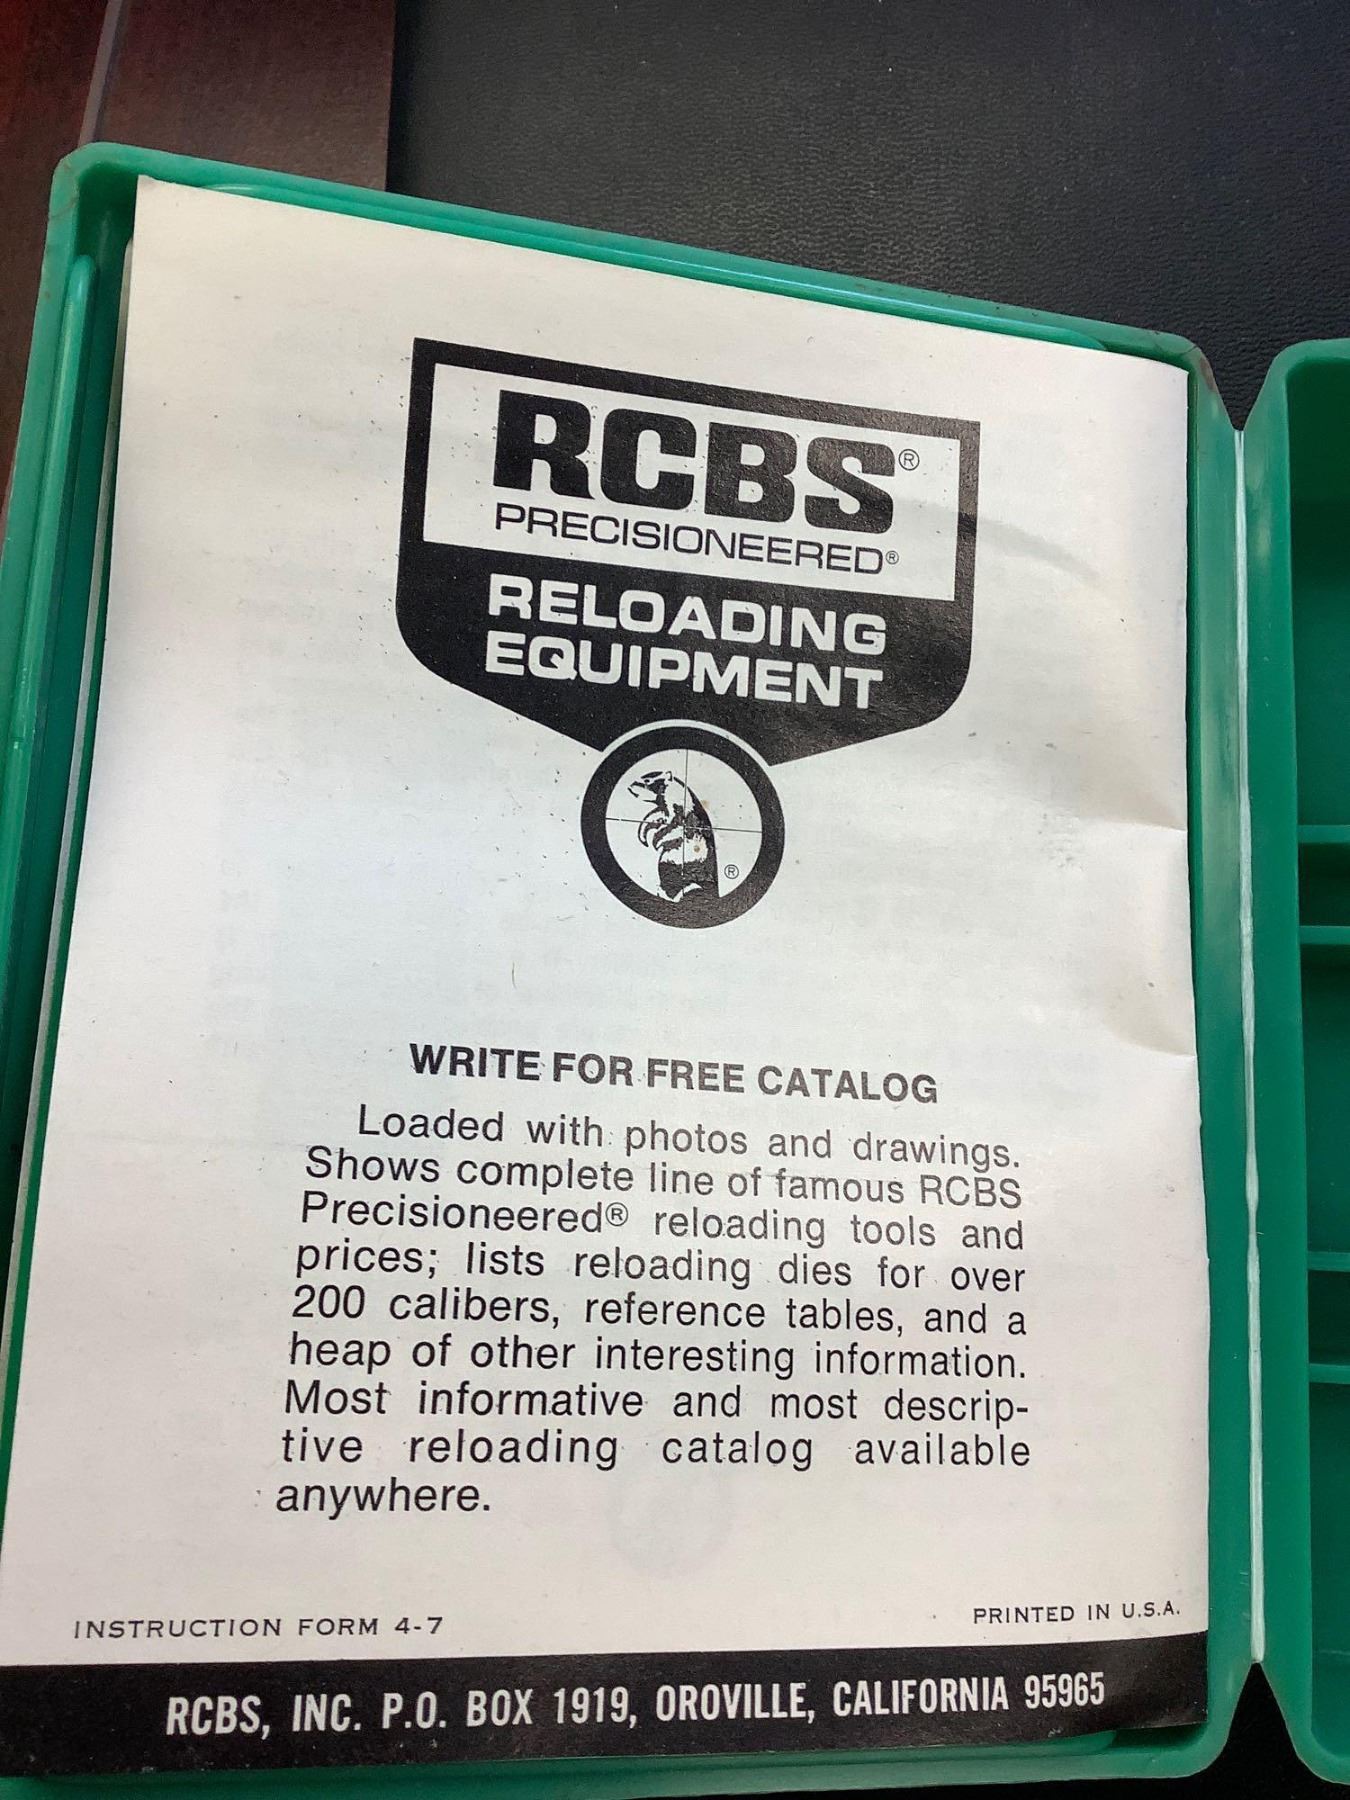 RCBS®
PRECISIONEERED®
RELOADING
EQUIPMENT
®
WRITE FOR FREE CATALOG
Loaded with photos and drawings.
Shows complete line of famous RCBS
Precisioneered® reloading tools and
prices; lists reloading dies for over
200 calibers, reference tables, and a
heap of other interesting information.
Most informative and most descrip-
tive reloading catalog available
anywhere.
INSTRUCTION FORM 4-7
PRINTED IN U.S.A.
RCBS, INC. P.O. BOX 1919, OROVILLE, CALIFORNIA 95965